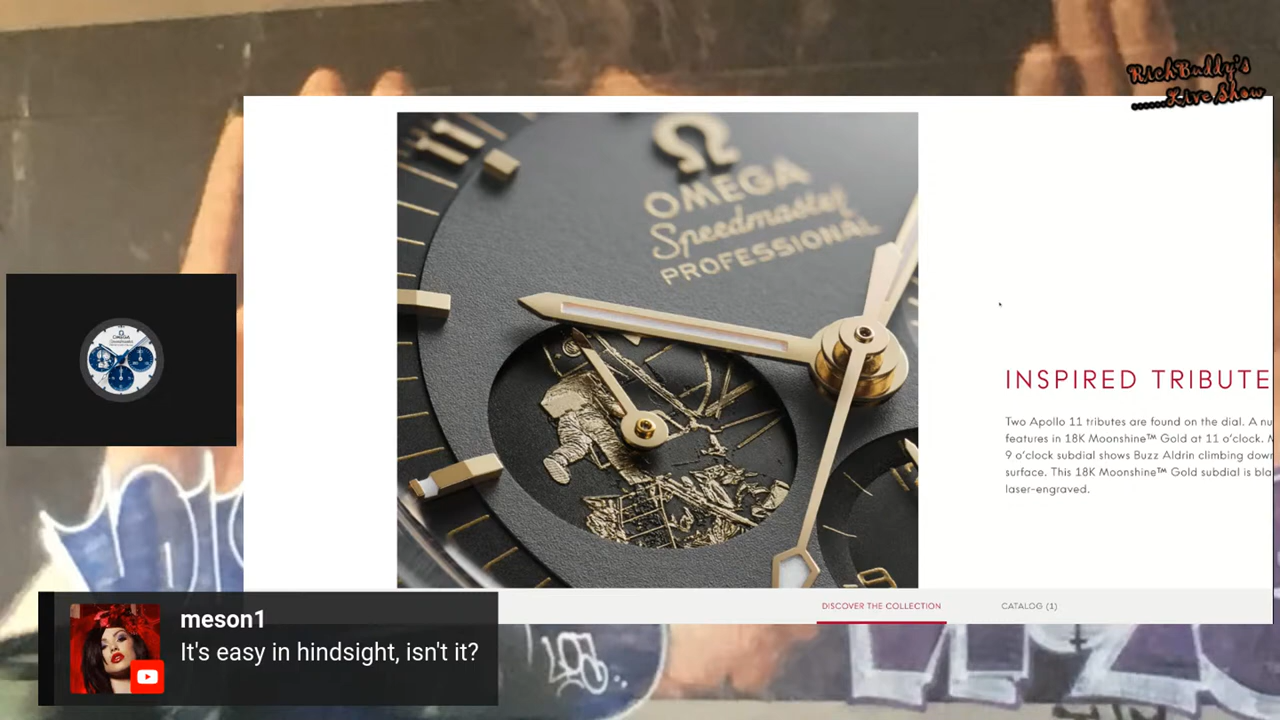 RichBuddy's
......Live Show
OMEGA
Speedmaster
PROFESSIONAL
INSPIRED TRIBUTE
Two Apollo 11 tributes are found on the dial. A nu
features in 18K Moonshine™ Gold at 11 o'clock.
9 o'clock subdial shows Buzz Aldrin climbing down
surface. This 18K Moonshine™ Gold subdial is bla
laser-engraved.
DISCOVER THE COLLECTION
CATALOG (1)
meson1
It's easy in hindsight, isn't it?